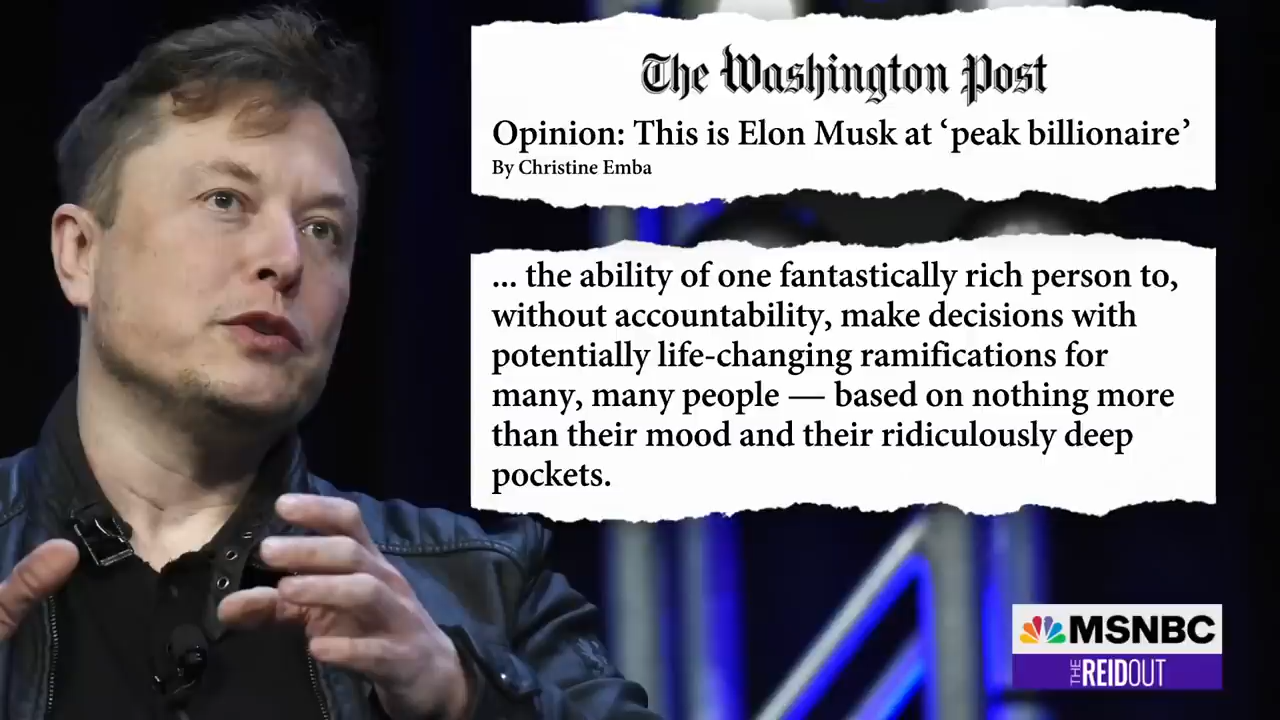 The Washington Post
Opinion: This is Elon Musk at ‘peak billionaire’
By Christine Emba
... the ability of one fantastically rich person to,
without accountability, make decisions with
potentially life-changing ramifications for
many, many people — based on nothing more
than their mood and their ridiculously deep
pockets.
MSNBC
THE REIDOUT